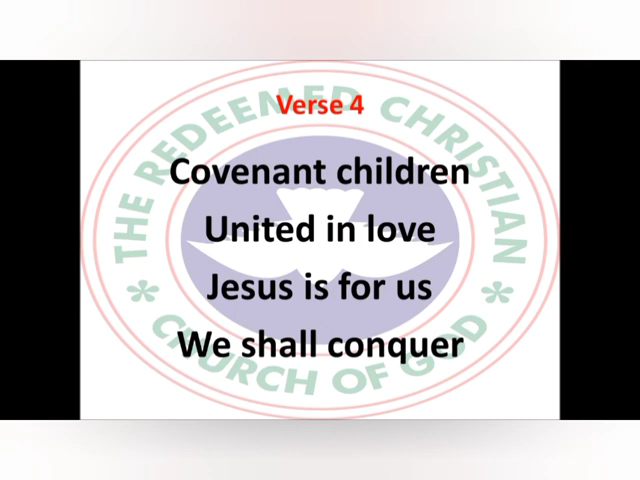 Verse 4
Covenant children
United in love
Jesus is for us
We shall conquer
THE REDEEMED CHRISTIAN
CHURCH OF GOD